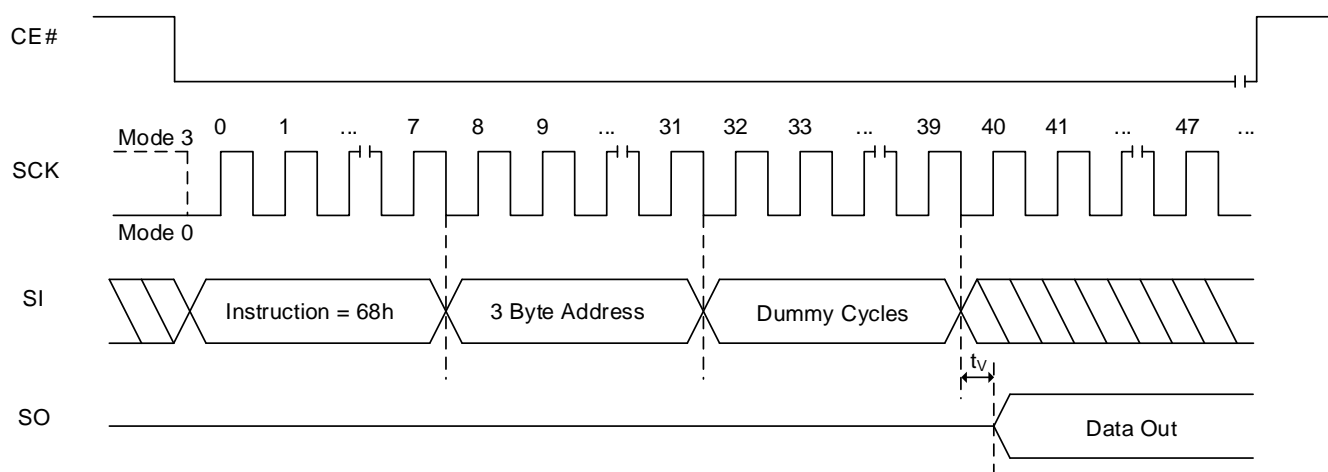 CE#
Mode 3
0 1 ... 7 8 9 ... 31 32 33 ... 39 40 41 ... 47 ...
SCK
Mode 0
SI
Instruction = 68h
3 Byte Address
Dummy Cycles
tV
SO
Data Out